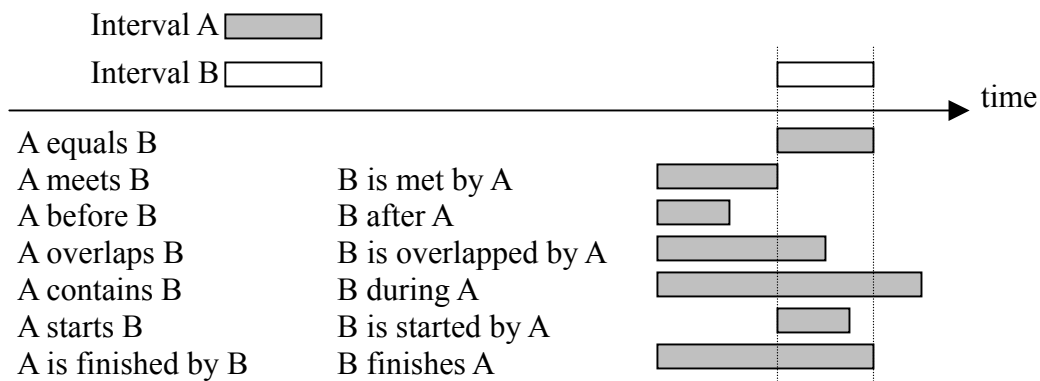 Interval A
Interval B
time
A equals B
A meets B B is met by A
A before B B after A
A overlaps B B is overlapped by A
A contains B B during A
A starts B B is started by A
A is finished by B B finishes A